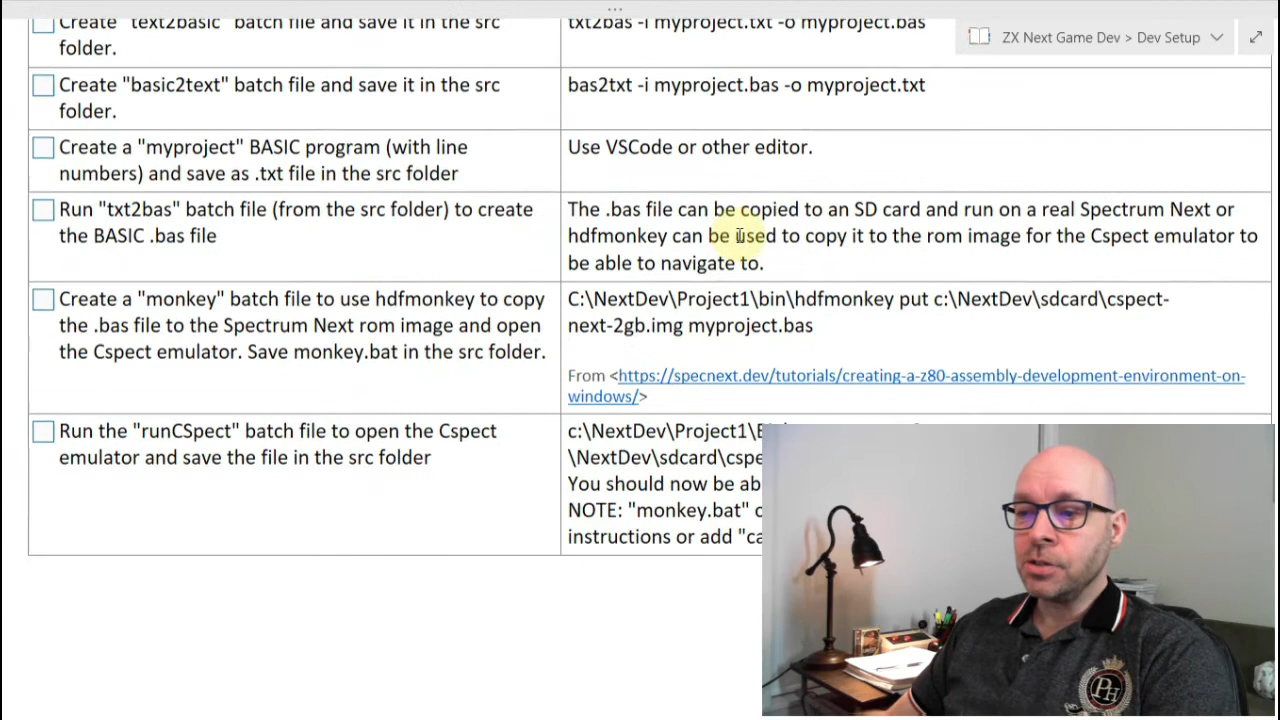 Create "text2basic" batch file and save it in the src
folder.
txt2bas -i myproject.txt -o myproject.bas
ZX Next Game Dev > Dev Setup
Create "basic2text" batch file and save it in the src
folder.
bas2txt -i myproject.bas -o myproject.txt
Create a "myproject" BASIC program (with line
numbers) and save as .txt file in the src folder
Use VSCode or other editor.
Run "txt2bas" batch file (from the src folder) to create
the BASIC .bas file
The .bas file can be copied to an SD card and run on a real Spectrum Next or
hdfmonkey can be used to copy it to the rom image for the Cspect emulator to
be able to navigate to.
Create a "monkey" batch file to use hdfmonkey to copy
the .bas file to the Spectrum Next rom image and open
the Cspect emulator. Save monkey.bat in the src folder.
C:\NextDev\Project1\bin\hdfmonkey put c:\NextDev\sdcard\cspect-
next-2gb.img myproject.bas
From <https://specnext.dev/tutorials/creating-a-z80-assembly-development-environment-on-
windows/>
Run the "runCSpect" batch file to open the Cspect
emulator and save the file in the src folder
c:\NextDev\Project1\
\NextDev\sdcard\cspe
You should now be ab
NOTE: "monkey.bat"
instructions or add "ca
PH